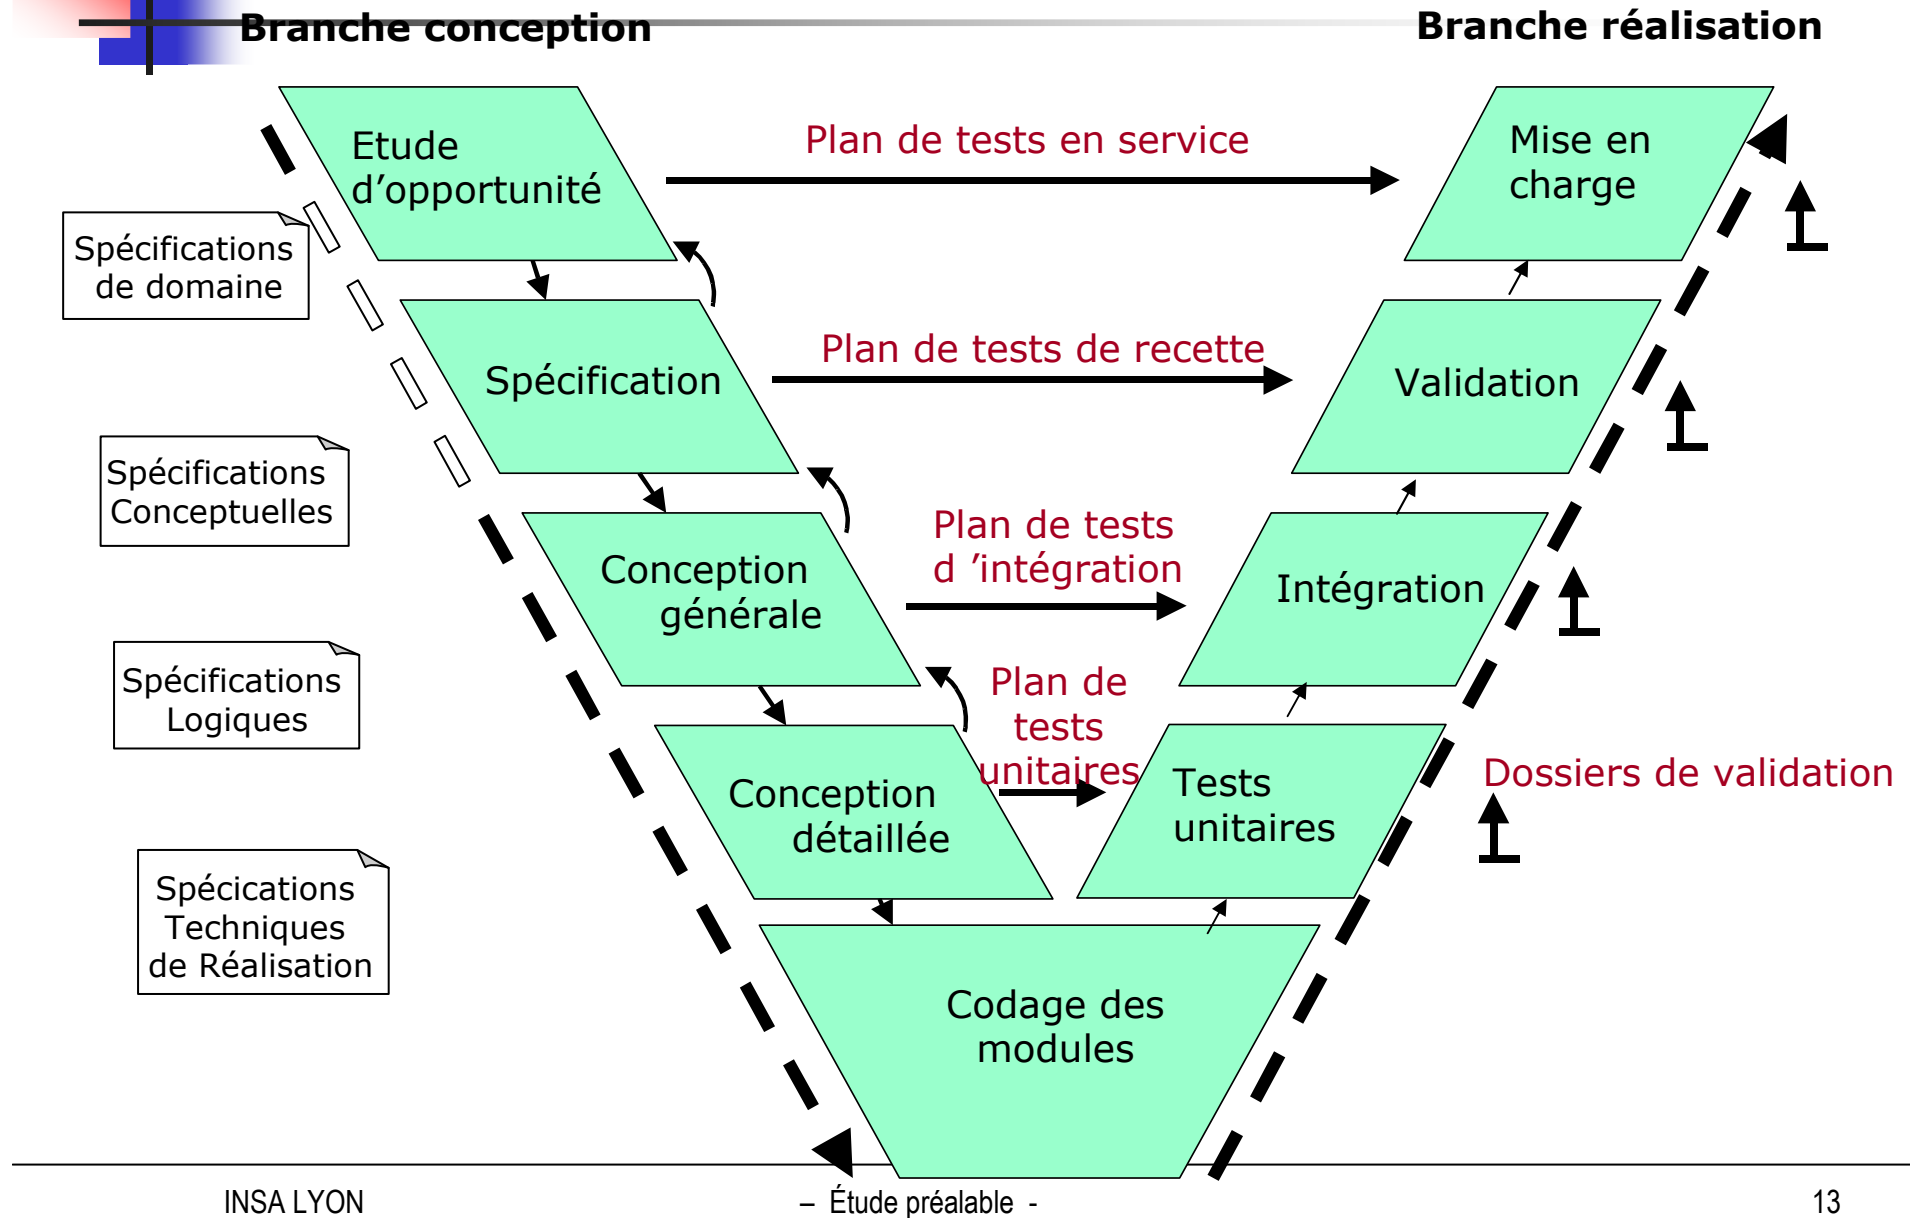 Branche conception
Branche réalisation
Etude
d’opportunité
Plan de tests en service
Mise en
charge
Spécifications
de domaine
Spécification
Plan de tests de recette
Validation
Spécifications
Conceptuelles
Conception
générale
Plan de tests
d ’intégration
Intégration
Spécifications
Logiques
Plan de
tests
unitaires
Conception
détaillée
Tests
unitaires
Dossiers de validation
Spécications
Techniques
de Réalisation
Codage des
modules
INSA LYON
– Étude préalable -
13